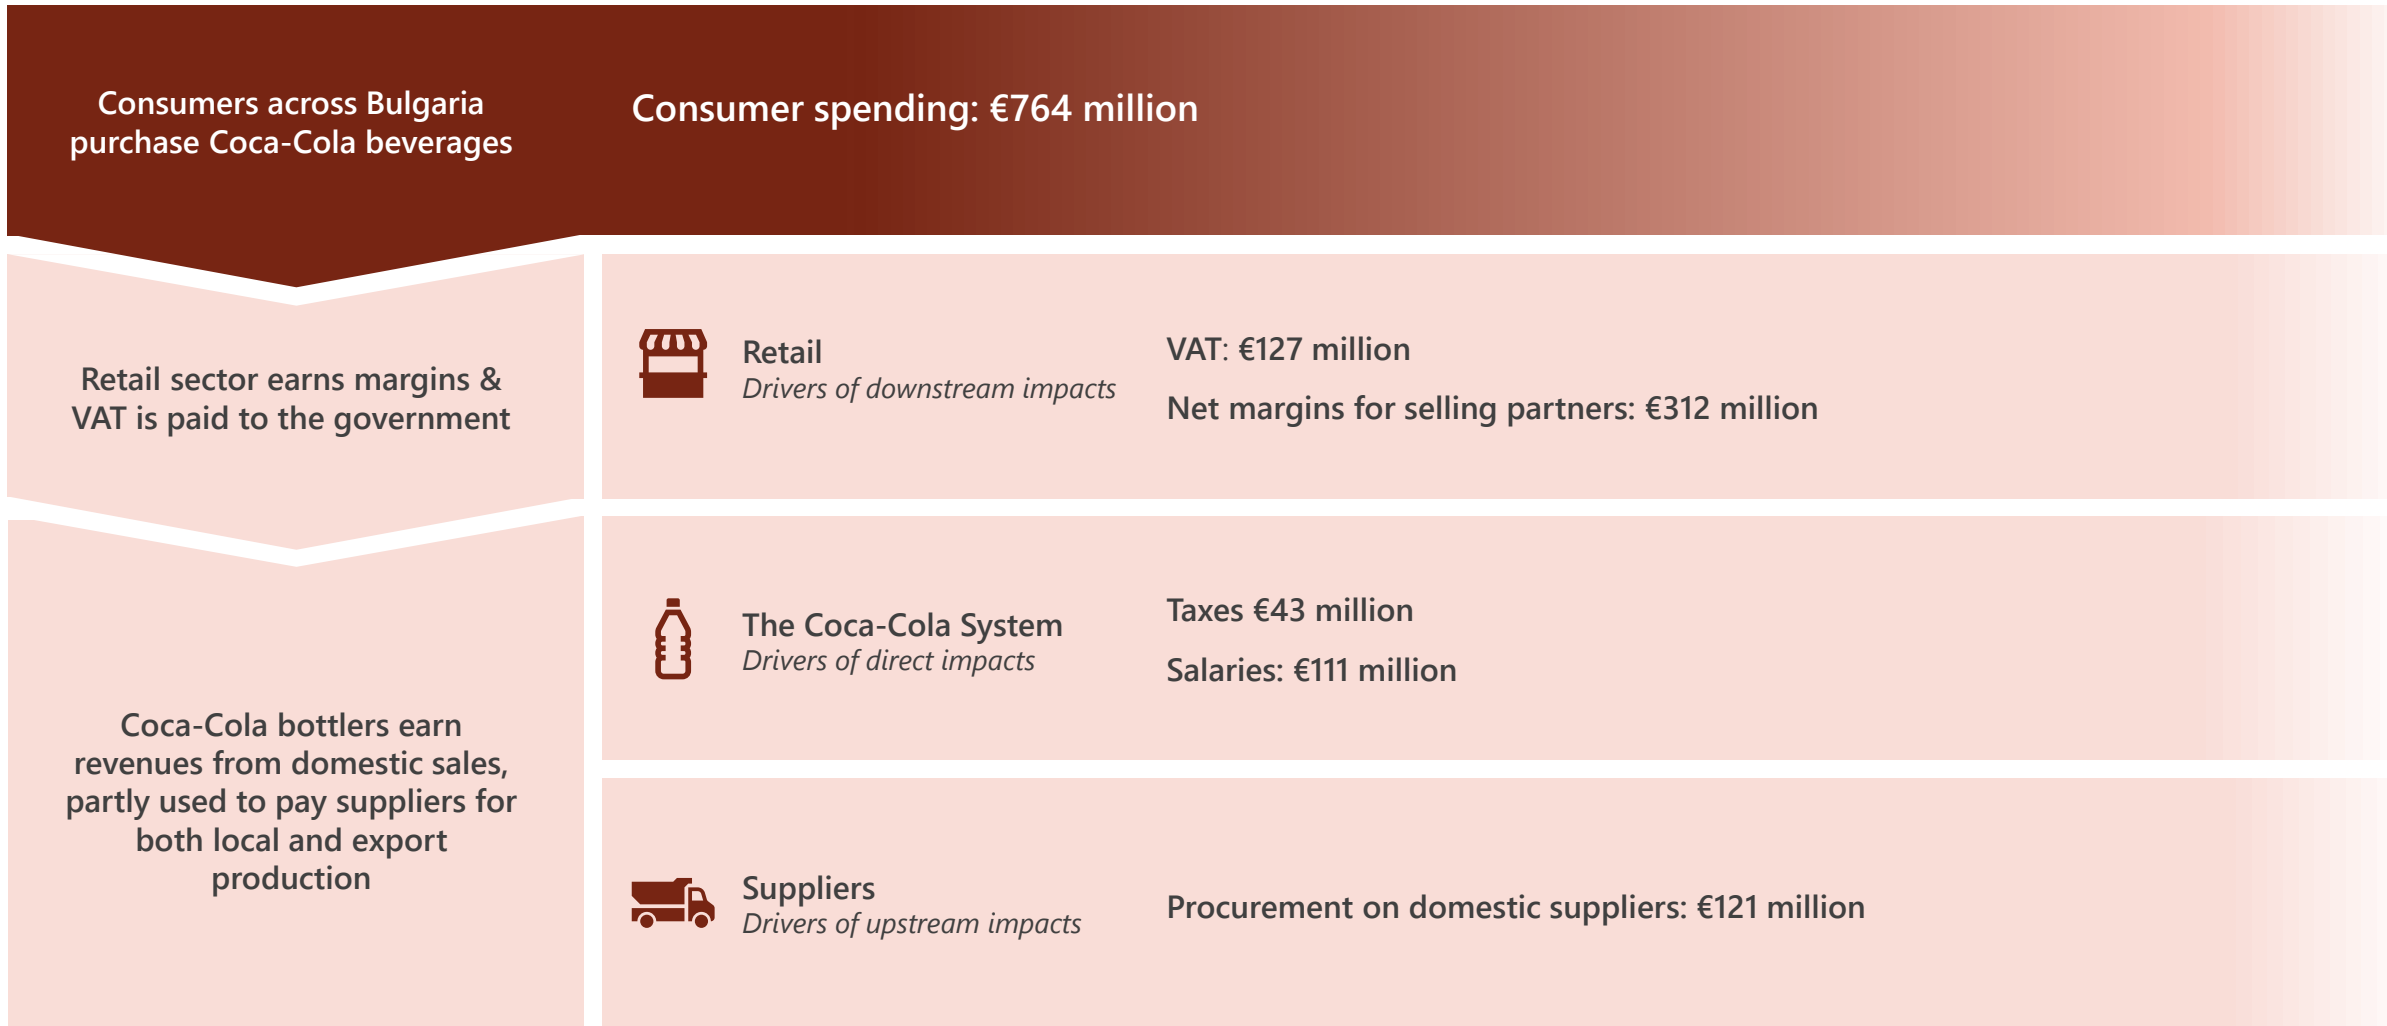 Consumers across Bulgaria
purchase Coca-Cola beverages
Consumer spending: €764 million
Retail sector earns margins &
VAT is paid to the government
Retail
Drivers of downstream impacts
VAT: €127 million
Net margins for selling partners: €312 million
Coca-Cola bottlers earn
revenues from domestic sales,
partly used to pay suppliers for
both local and export
production
The Coca-Cola System
Drivers of direct impacts
Taxes €43 million
Salaries: €111 million
Suppliers
Drivers of upstream impacts
Procurement on domestic suppliers: €121 million